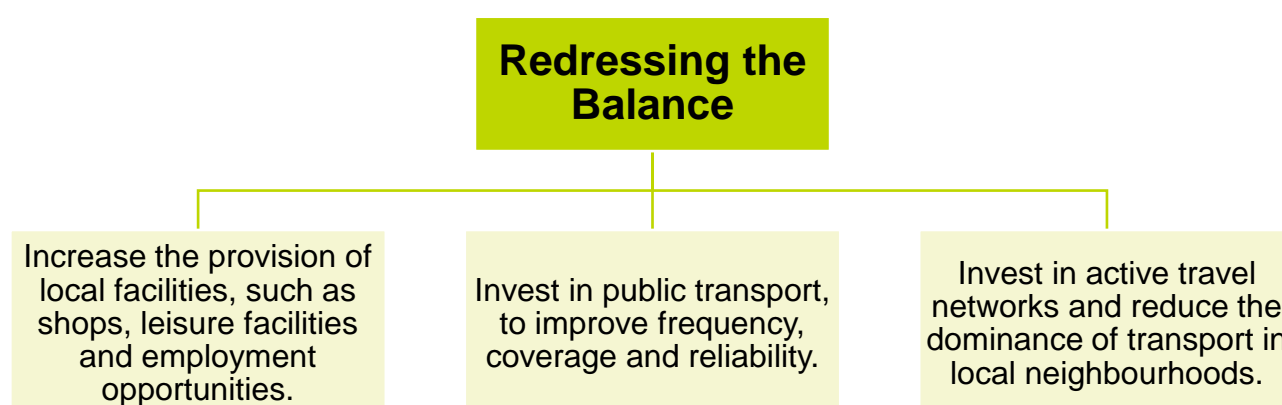 Redressing the
Balance
Increase the provision of
local facilities, such as
shops, leisure facilities
and employment
opportunities.
Invest in public transport,
to improve frequency,
coverage and reliability.
Invest in active travel
networks and reduce the
dominance of transport in
local neighbourhoods.